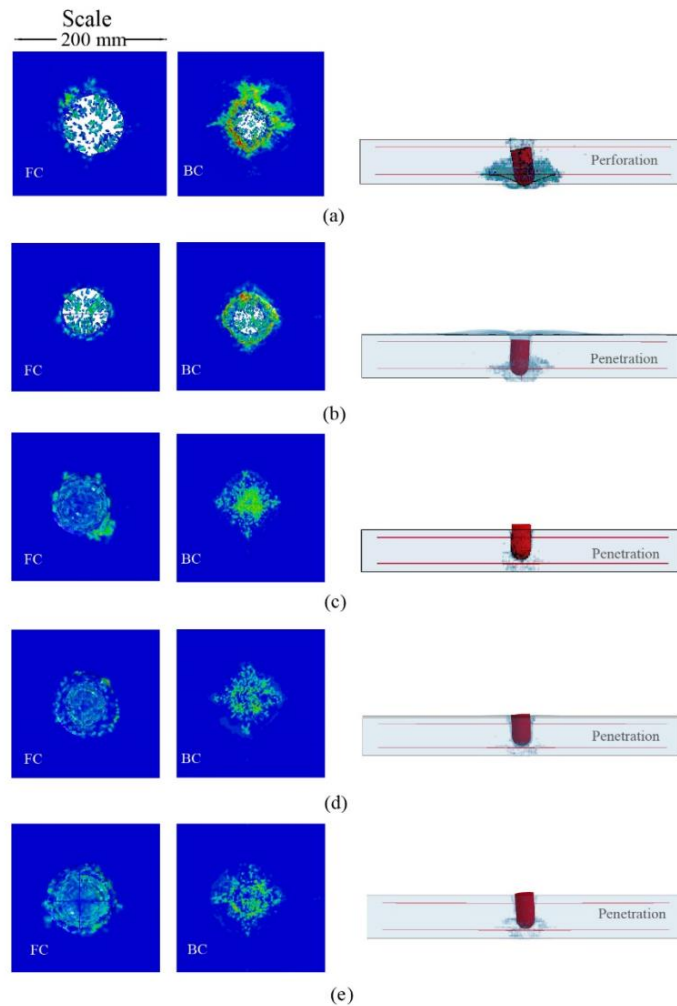 Scale
200 mm
FC
BC
Perforation
(a)
FC
BC
Penetration
(b)
FC
BC
Penetration
(c)
FC
BC
Penetration
(d)
FC
BC
Penetration
(e)